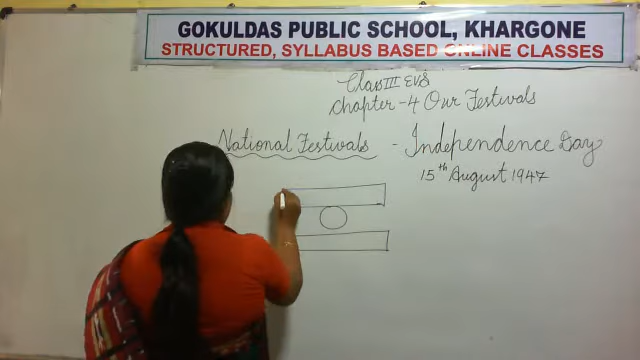 GOKULDAS PUBLIC SCHOOL, KHARGONE
STRUCTURED, SYLLABUS BASED ONLINE CLASSES
Class III EVS
Chapter - 4 Our Festivals
National Festivals - Independence Day
15th August 1947